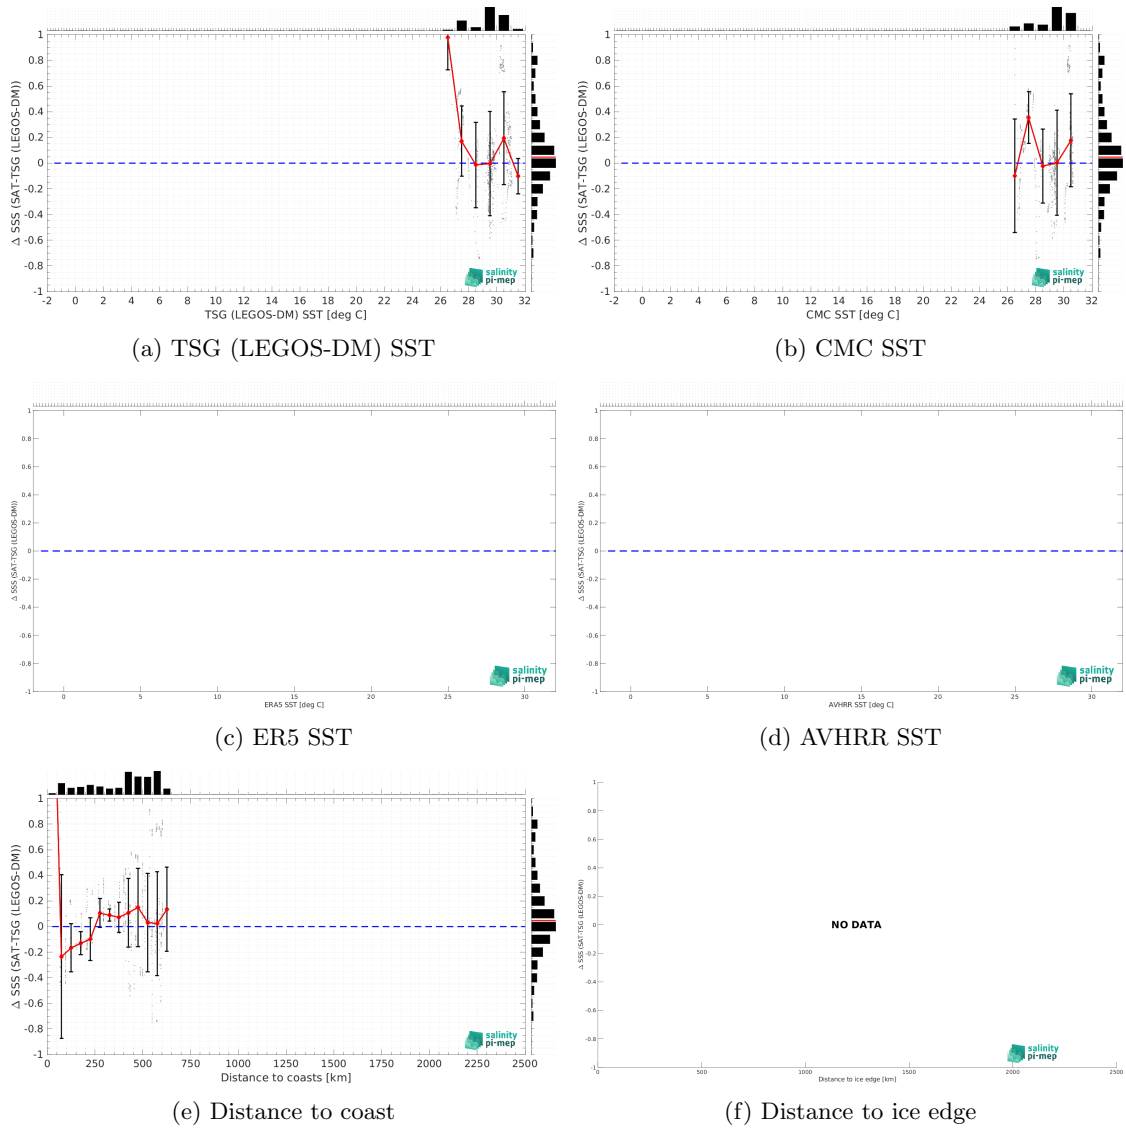 1
0.8
0.6
0.4
0.2
0
-0.2
-0.4
-0.6
-0.8
-1
Δ SSS (SAT-TSG (LEGOS-DM))
salinity
pi-mep
-2 0 2 4 6 8 10 12 14 16 18 20 22 24 26 28 30 32
TSG (LEGOS-DM) SST [deg C]
(a) TSG (LEGOS-DM) SST
1
0.8
0.6
0.4
0.2
0
-0.2
-0.4
-0.6
-0.8
-1
Δ SSS (SAT-TSG (LEGOS-DM))
salinity
pi-mep
-2 0 2 4 6 8 10 12 14 16 18 20 22 24 26 28 30 32
CMC SST [deg C]
(b) CMC SST
1
0.8
0.6
0.4
0.2
0
-0.2
-0.4
-0.6
-0.8
-1
Δ SSS (SAT-TSG (LEGOS-DM))
salinity
pi-mep
0 5 10 15 20 25 30
ERA5 SST [deg C]
(c) ER5 SST
1
0.8
0.6
0.4
0.2
0
-0.2
-0.4
-0.6
-0.8
-1
Δ SSS (SAT-TSG (LEGOS-DM))
salinity
pi-mep
0 5 10 15 20 25 30
AVHRR SST [deg C]
(d) AVHRR SST
1
0.8
0.6
0.4
0.2
0
-0.2
-0.4
-0.6
-0.8
-1
Δ SSS (SAT-TSG (LEGOS-DM))
salinity
pi-mep
0 250 500 750 1000 1250 1500 1750 2000 2250 2500
Distance to coasts [km]
(e) Distance to coast
1
0.8
0.6
0.4
0.2
0
-0.2
-0.4
-0.6
-0.8
-1
Δ SSS (SAT-TSG (LEGOS-DM))
NO DATA
salinity
pi-mep
0 500 1000 1500 2000 2500
Distance to ice edge [km]
(f) Distance to ice edge